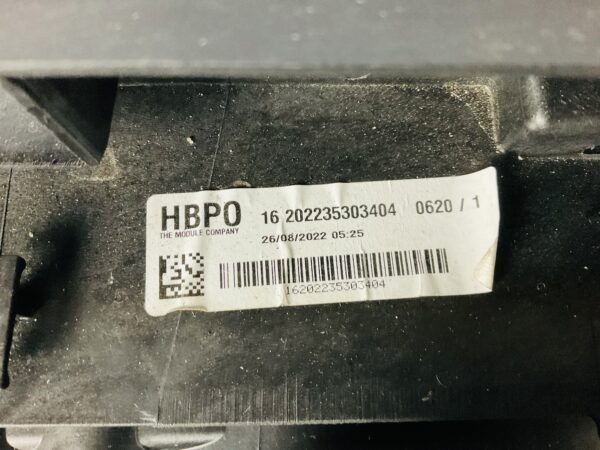 HBPO 16 202235303404 0620 / 1
THE MODULE COMPANY
26/08/2022 05:25
16202235303404